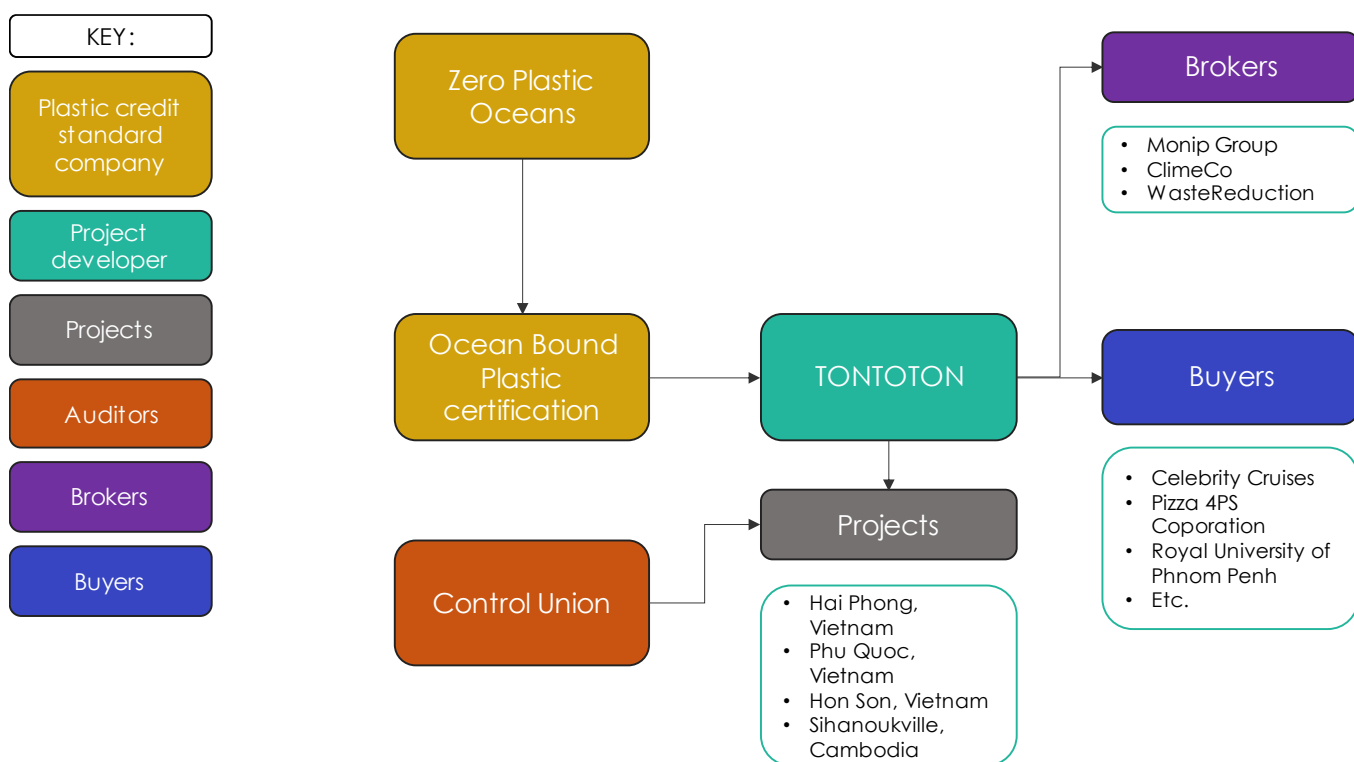 KEY:
Plastic credit
standard
company
Project
developer
Projects
Auditors
Brokers
Buyers
Zero Plastic
Oceans
Ocean Bound
Plastic
certification
Control Union
TONTOTON
Projects
• Hai Phong,
Vietnam
• Phu Quoc,
Vietnam
• Hon Son, Vietnam
• Sihanoukville,
Cambodia
Brokers
• Monip Group
• ClimeCo
• WasteReduction
Buyers
• Celebrity Cruises
• Pizza 4PS
Coporation
• Royal University of
Phnom Penh
• Etc.